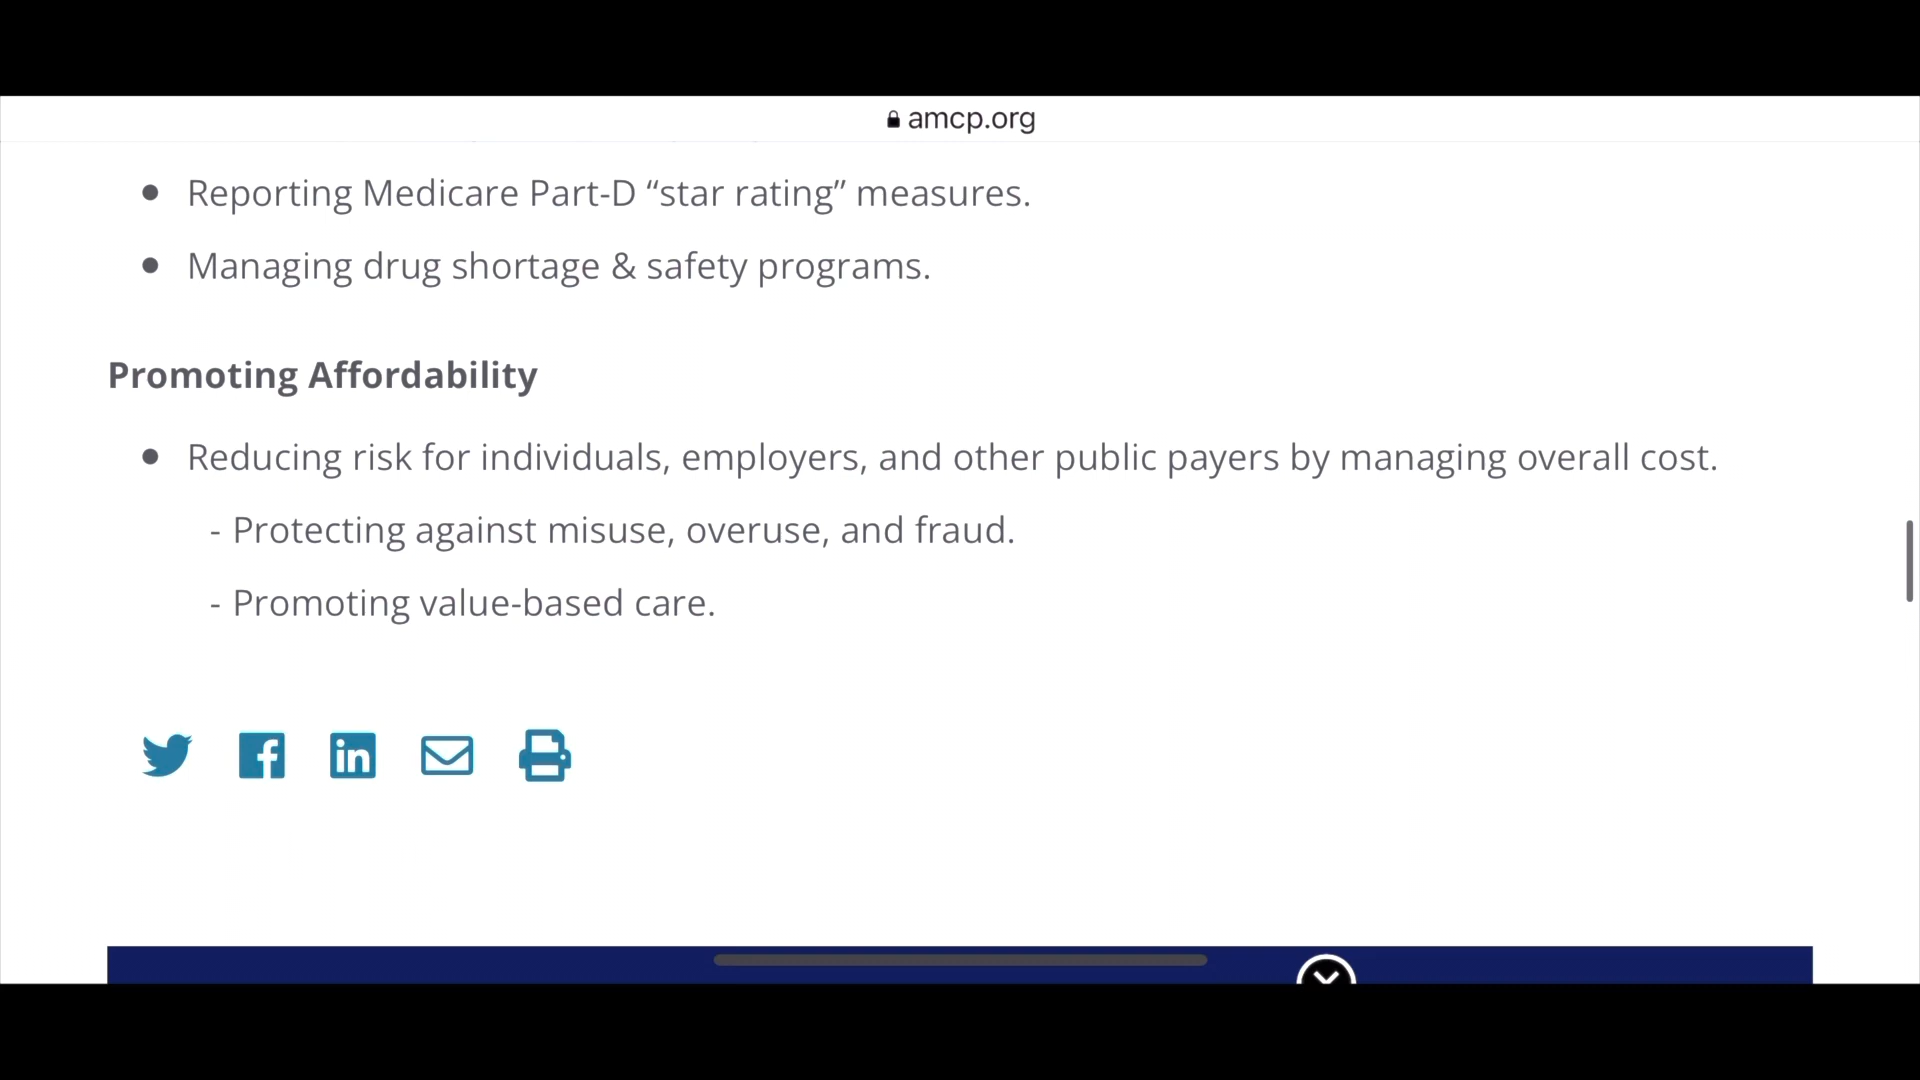 amcp.org
• Reporting Medicare Part-D “star rating” measures.
• Managing drug shortage & safety programs.
Promoting Affordability
• Reducing risk for individuals, employers, and other public payers by managing overall cost.
- Protecting against misuse, overuse, and fraud.
- Promoting value-based care.